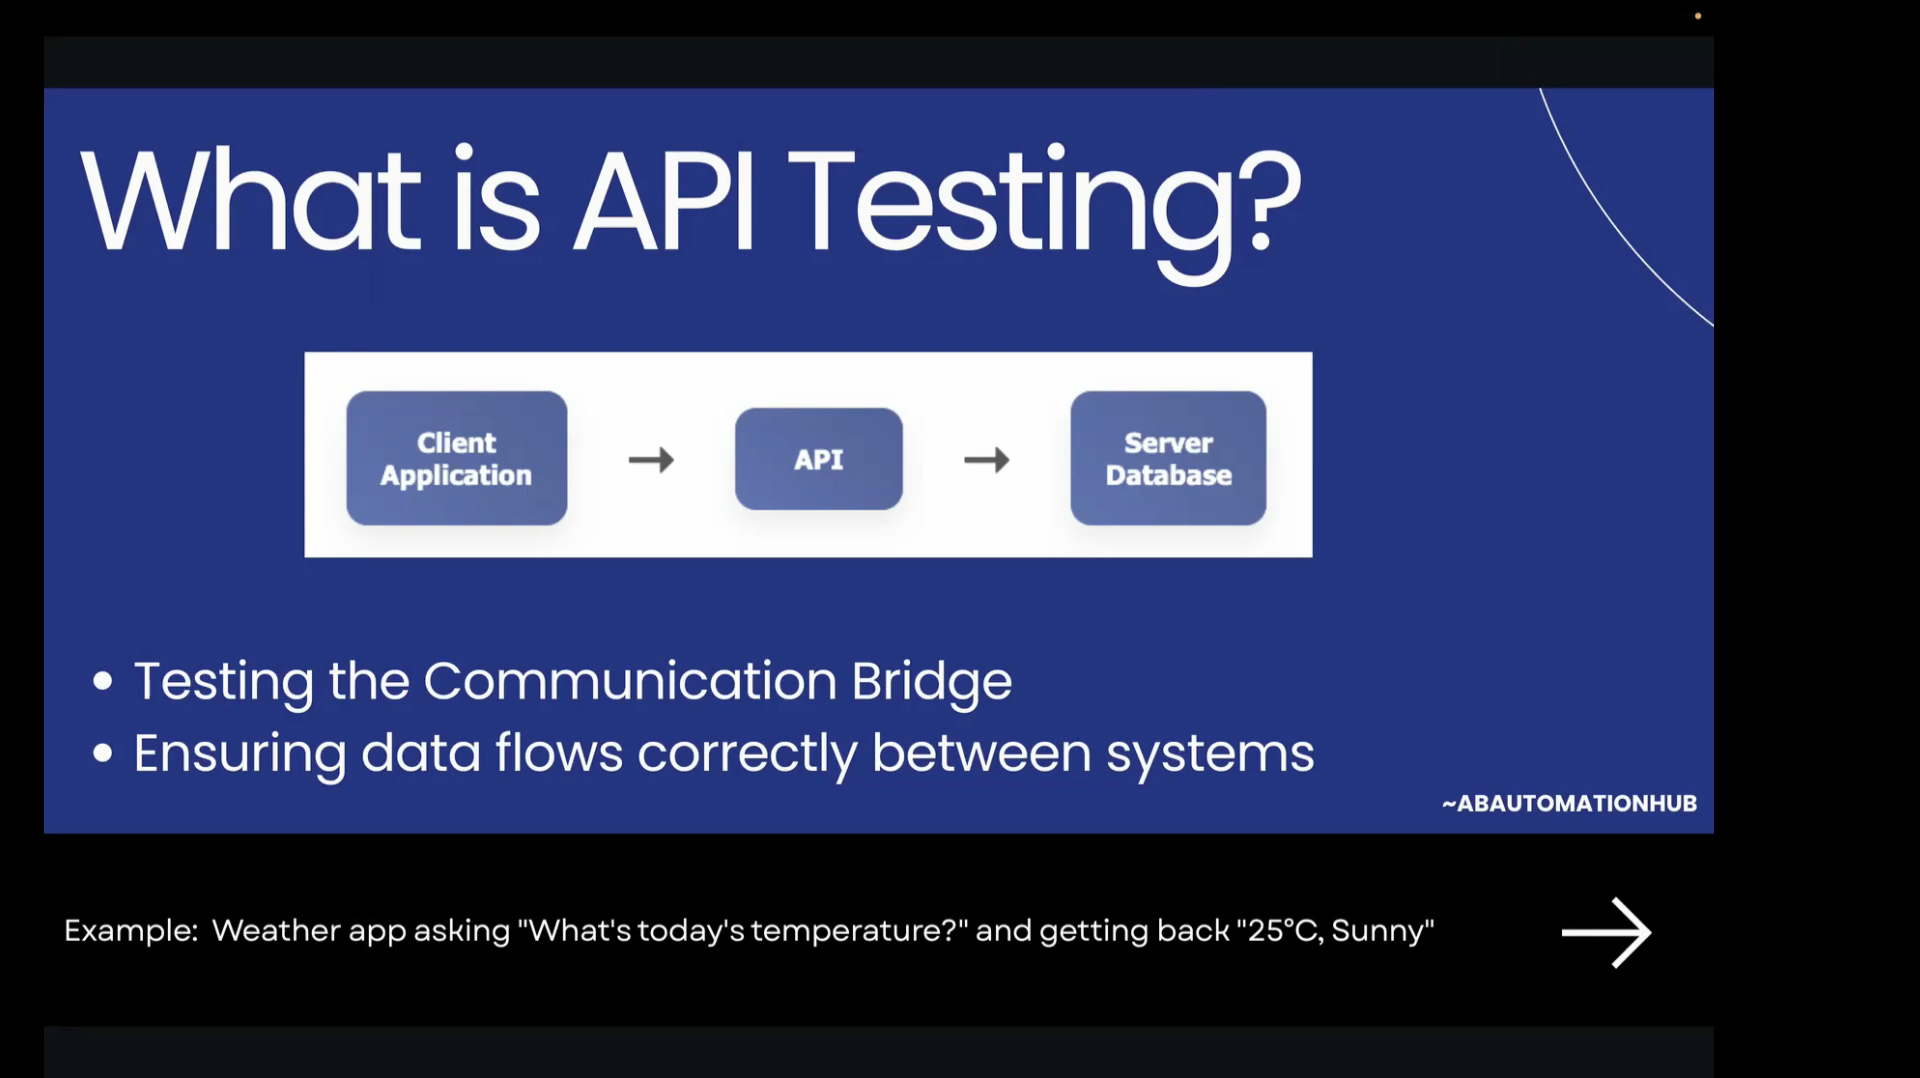 What is API Testing?
Client
Application
→
API
→
Server
Database
• Testing the Communication Bridge
• Ensuring data flows correctly between systems
~ABAUTOMATIONHUB
Example: Weather app asking "What's today's temperature?" and getting back "25°C, Sunny"